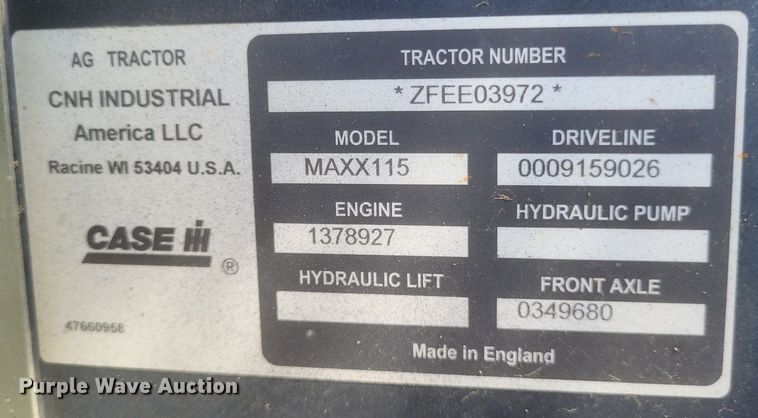 AG TRACTOR
CNH INDUSTRIAL
America LLC
Racine WI 53404 U.S.A.
CASE IH ®
47660958
TRACTOR NUMBER
* ZFEE03972 *
MODEL DRIVELINE
MAXX115 0009159026
ENGINE HYDRAULIC PUMP
1378927
HYDRAULIC LIFT FRONT AXLE
0349680
Made in England
Purple Wave Auction